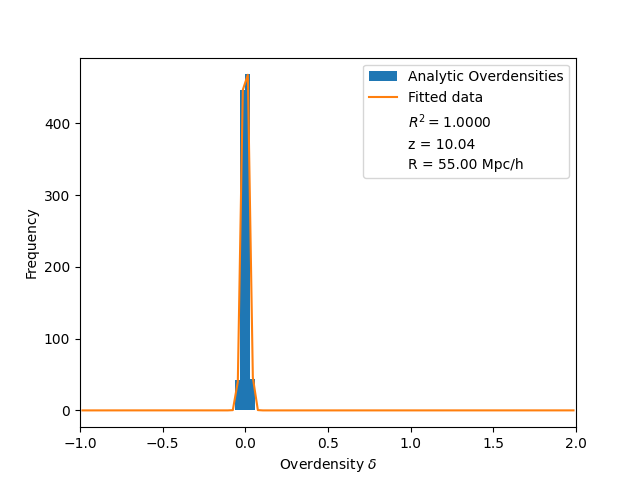 Analytic Overdensities
Fitted data
R² = 1.0000
z = 10.04
R = 55.00 Mpc/h
Frequency
400
300
200
100
0
−1.0 −0.5 0.0 0.5 1.0 1.5 2.0
Overdensity δ